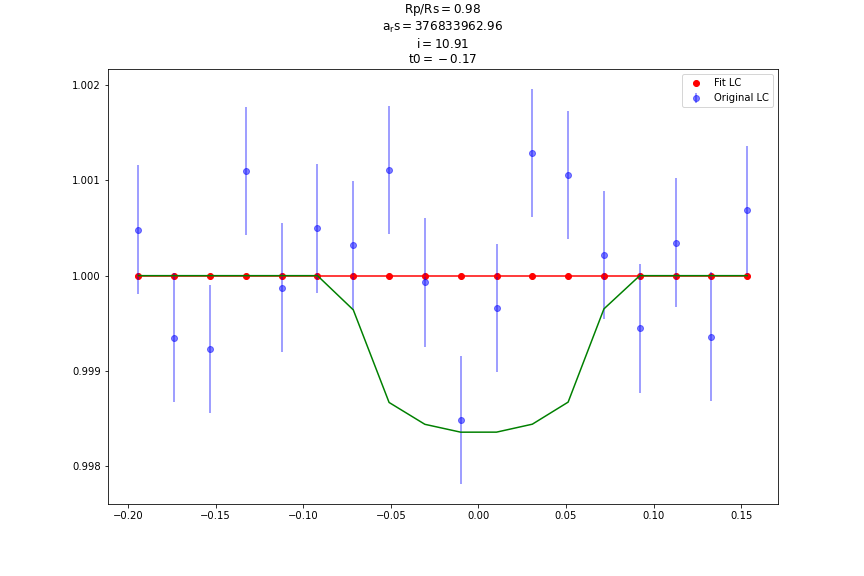 Rp/Rs = 0.98
aᵣs = 376833962.96
i = 10.91
t0 = −0.17
Fit LC
Original LC
1.002
1.001
1.000
0.999
0.998
−0.20 −0.15 −0.10 −0.05 0.00 0.05 0.10 0.15